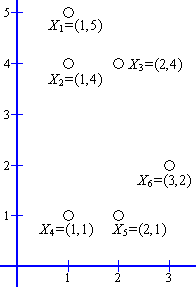 5
X₁=(1,5)
4
X₂=(1,4)
X₃=(2,4)
3
2
X₆=(3,2)
1
X₄=(1,1)
X₅=(2,1)
1 2 3